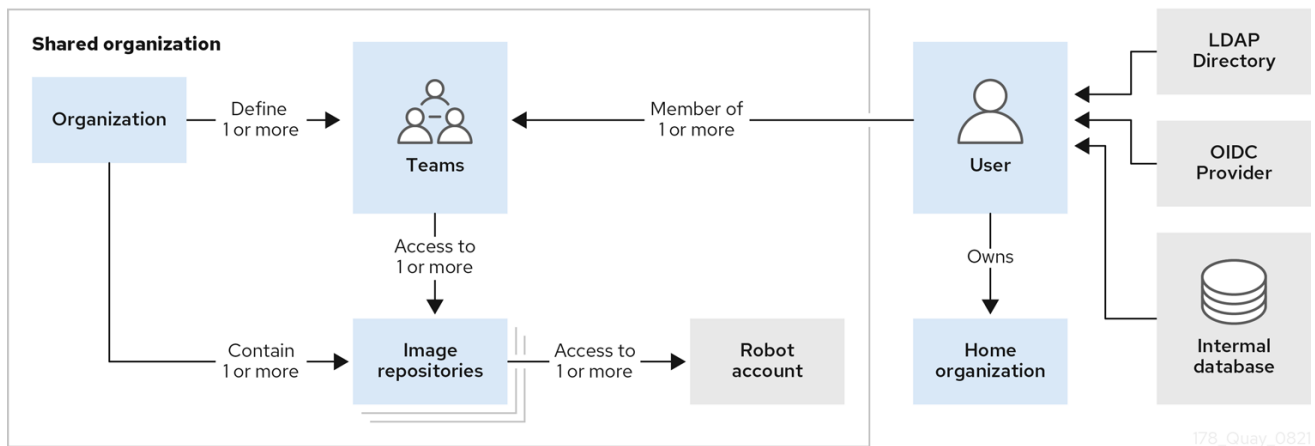 Shared organization
Organization
Define
1 or more
Teams
Member of
1 or more
User
LDAP
Directory
OIDC
Provider
Access to
1 or more
Owns
Contain
1 or more
Image
repositories
Access to
1 or more
Robot
account
Home
organization
Intermal
database
178_Quay_0821